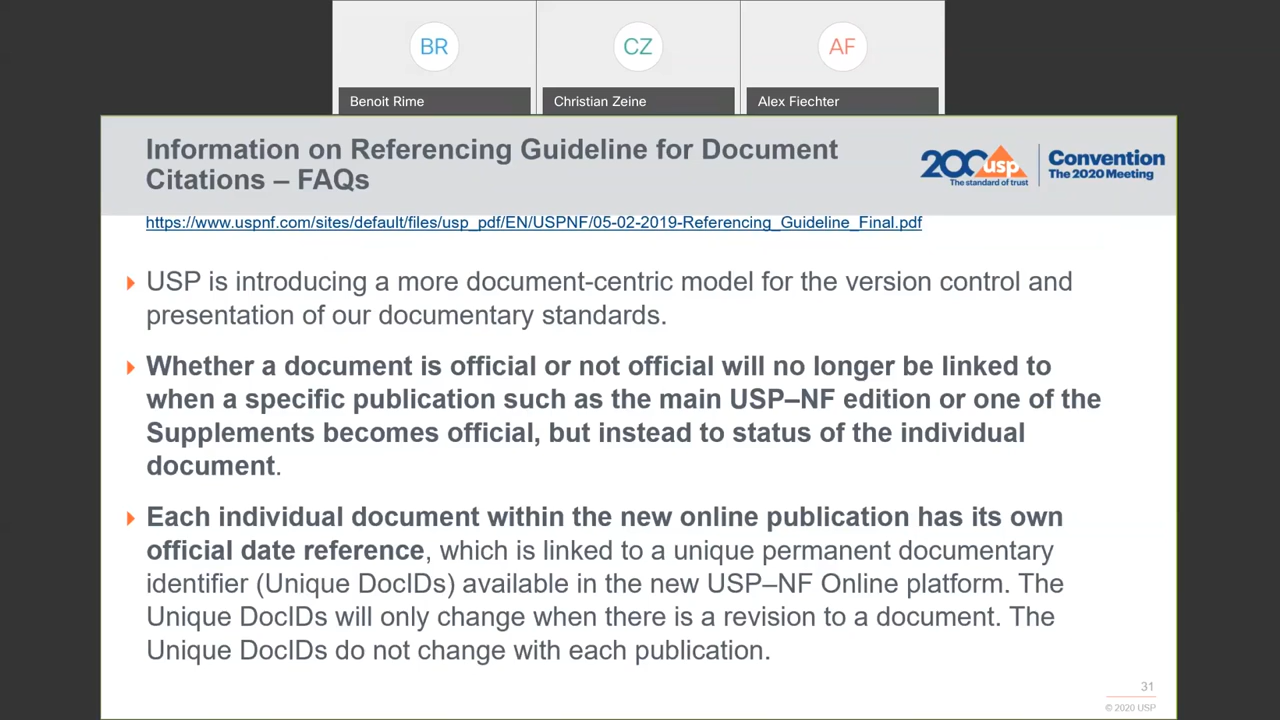 BR
CZ
AF
Benoit Rime
Christian Zeine
Alex Fiechter
Information on Referencing Guideline for Document
Citations – FAQs
200 usp
The standard of trust
Convention
The 2020 Meeting
https://www.uspnf.com/sites/default/files/usp_pdf/EN/USPNF/05-02-2019-Referencing_Guideline_Final.pdf
USP is introducing a more document-centric model for the version control and
presentation of our documentary standards.
Whether a document is official or not official will no longer be linked to
when a specific publication such as the main USP–NF edition or one of the
Supplements becomes official, but instead to status of the individual
document.
Each individual document within the new online publication has its own
official date reference, which is linked to a unique permanent documentary
identifier (Unique DocIDs) available in the new USP–NF Online platform. The
Unique DocIDs will only change when there is a revision to a document. The
Unique DocIDs do not change with each publication.
31
© 2020 USP